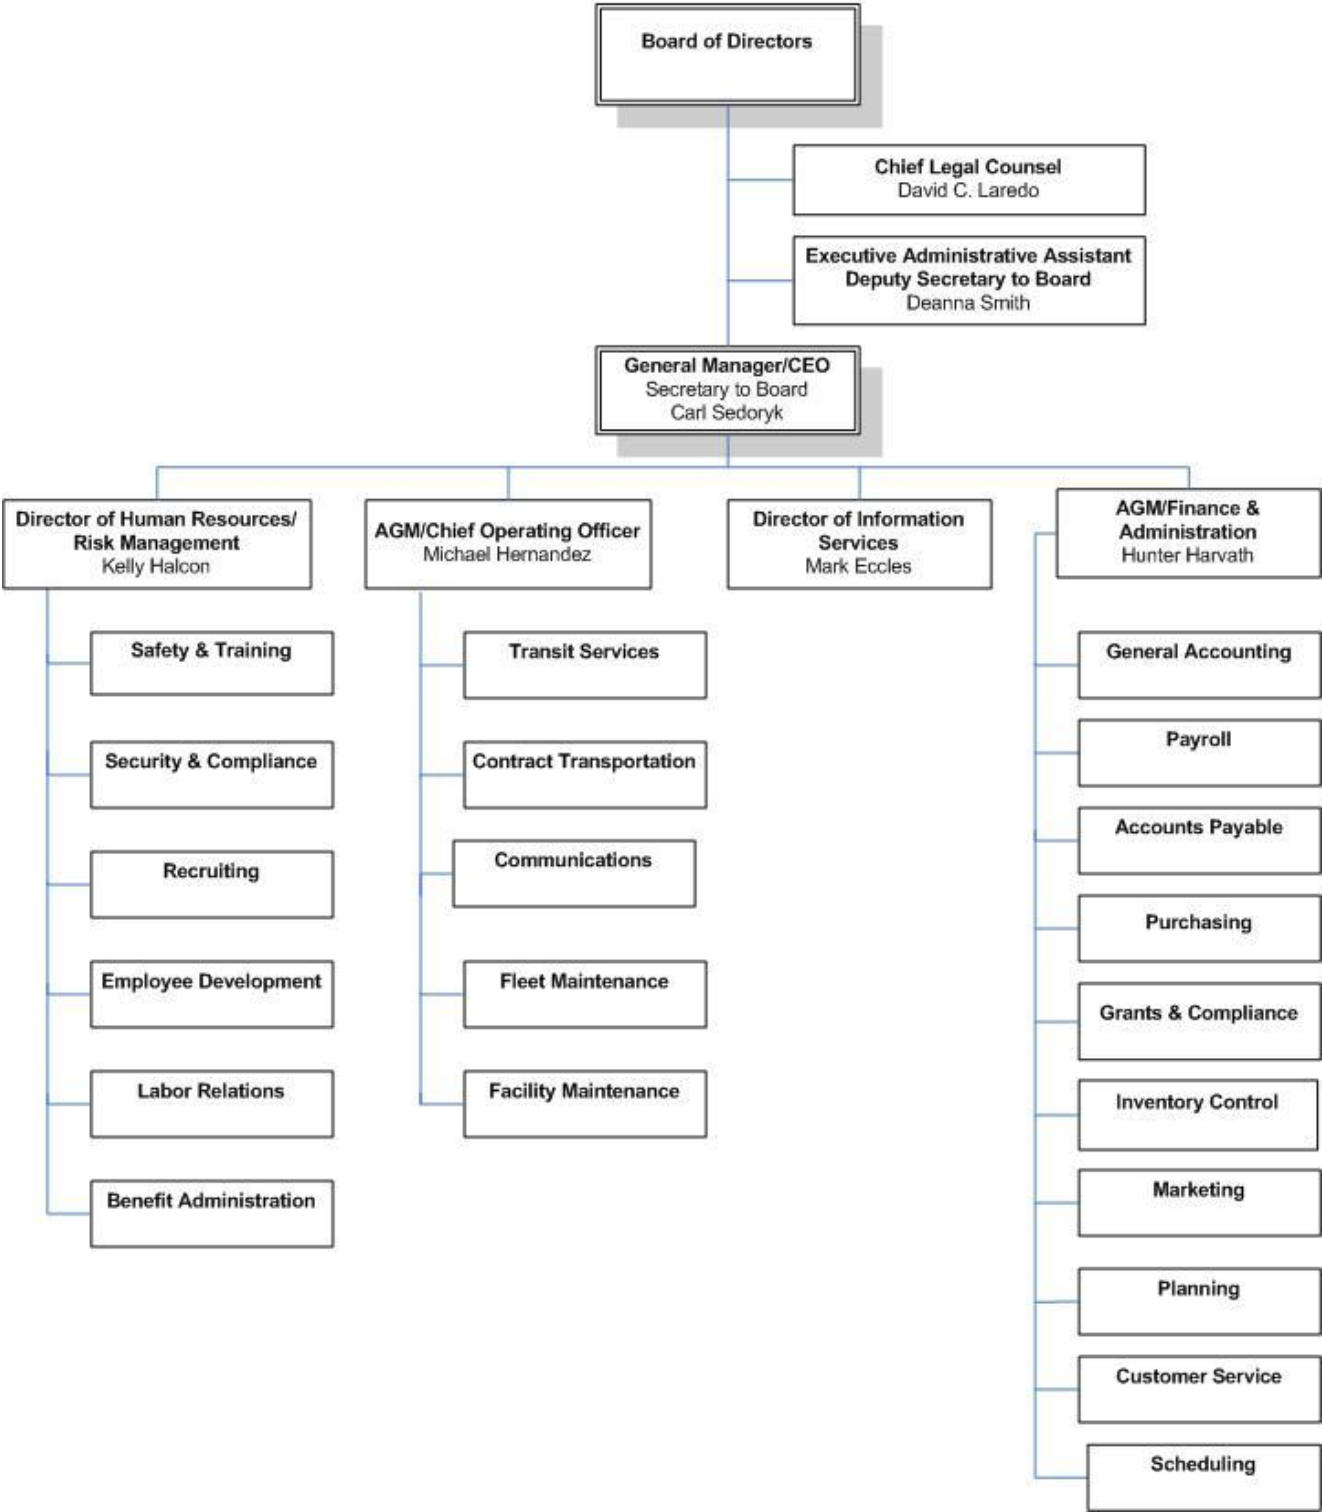 Board of Directors
Chief Legal Counsel
David C. Laredo
Executive Administrative Assistant
Deputy Secretary to Board
Deanna Smith
General Manager/CEO
Secretary to Board
Carl Sedoryk
Director of Human Resources/
Risk Management
Kelly Halcon
AGM/Chief Operating Officer
Michael Hernandez
Director of Information
Services
Mark Eccles
AGM/Finance &
Administration
Hunter Harvath
Safety & Training
Security & Compliance
Recruiting
Employee Development
Labor Relations
Benefit Administration
Transit Services
Contract Transportation
Communications
Fleet Maintenance
Facility Maintenance
General Accounting
Payroll
Accounts Payable
Purchasing
Grants & Compliance
Inventory Control
Marketing
Planning
Customer Service
Scheduling